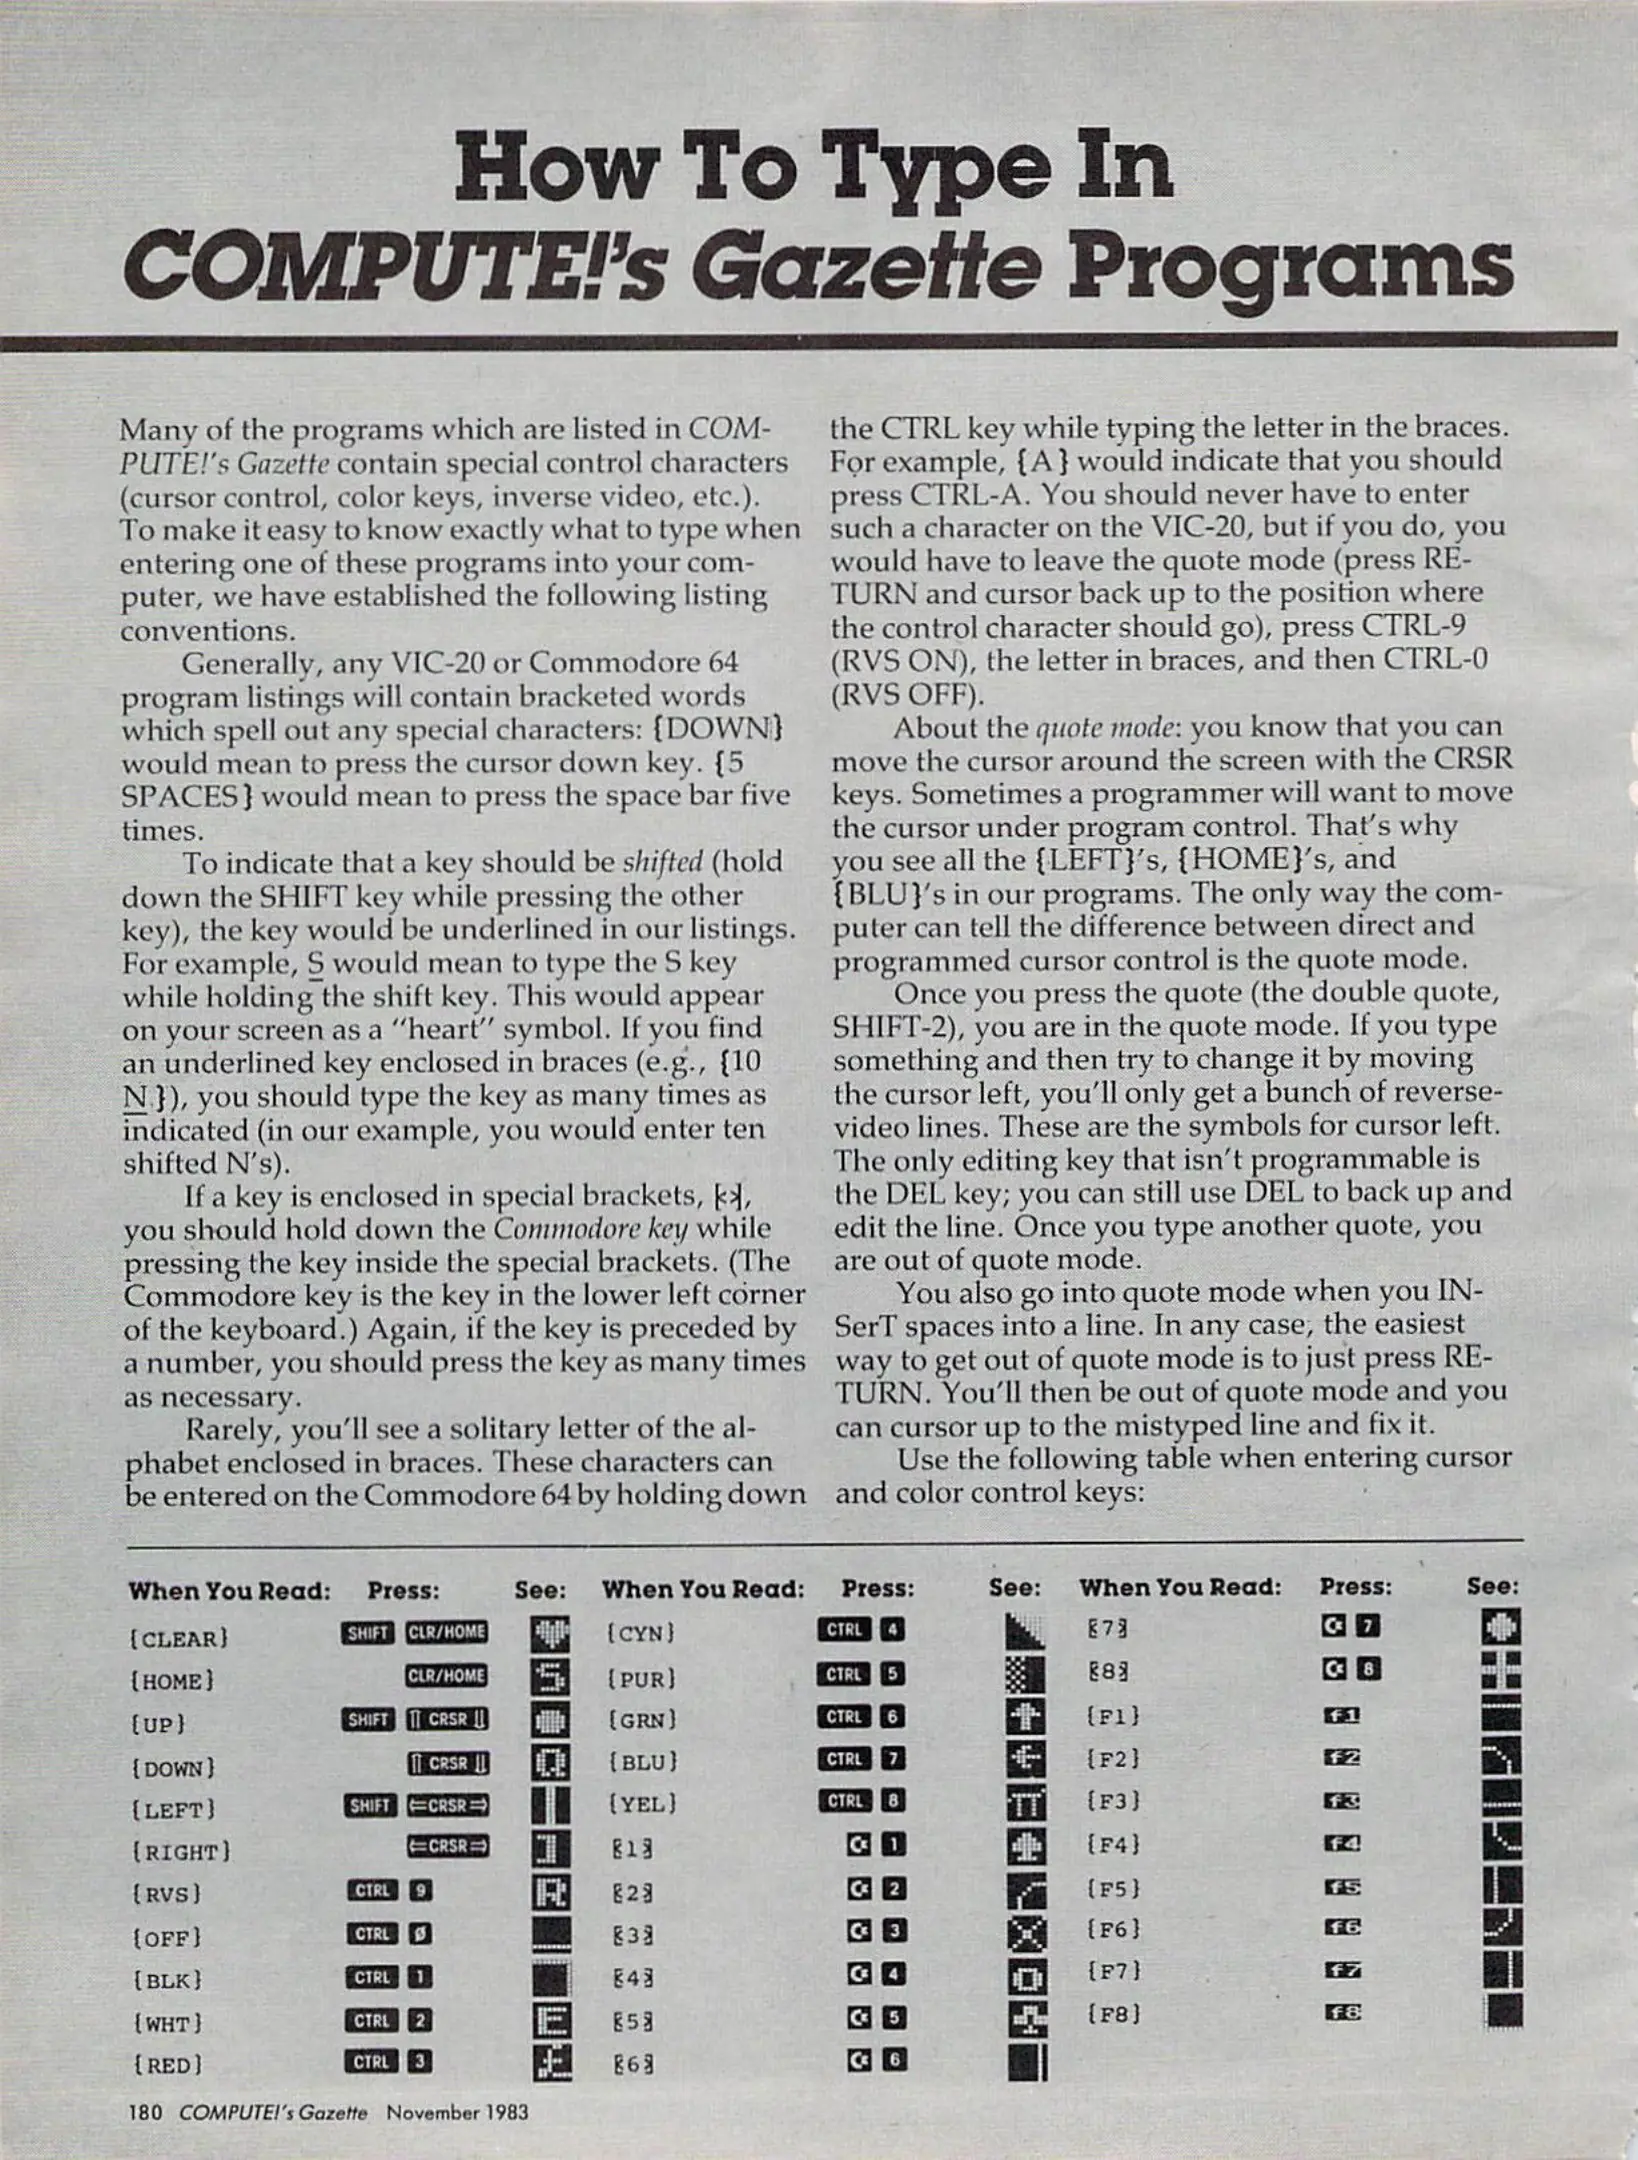 How To Type In
COMPUTE!'s Gazette Programs
Many of the programs which are listed in COM-
PUTE!'s Gazette contain special control characters
(cursor control, color keys, inverse video, etc.).
To make it easy to know exactly what to type when
entering one of these programs into your com-
puter, we have established the following listing
conventions.
Generally, any VIC-20 or Commodore 64
program listings will contain bracketed words
which spell out any special characters: {DOWN}
would mean to press the cursor down key. {5
SPACES} would mean to press the space bar five
times.
To indicate that a key should be shifted (hold
down the SHIFT key while pressing the other
key), the key would be underlined in our listings.
For example, S would mean to type the S key
while holding the shift key. This would appear
on your screen as a "heart" symbol. If you find
an underlined key enclosed in braces (e.g., {10
N}), you should type the key as many times as
indicated (in our example, you would enter ten
shifted N's).
If a key is enclosed in special brackets, [< >],
you should hold down the Commodore key while
pressing the key inside the special brackets. (The
Commodore key is the key in the lower left corner
of the keyboard.) Again, if the key is preceded by
a number, you should press the key as many times
as necessary.
Rarely, you'll see a solitary letter of the al-
phabet enclosed in braces. These characters can
be entered on the Commodore 64 by holding down
the CTRL key while typing the letter in the braces.
For example, {A} would indicate that you should
press CTRL-A. You should never have to enter
such a character on the VIC-20, but if you do, you
would have to leave the quote mode (press RE-
TURN and cursor back up to the position where
the control character should go), press CTRL-9
(RVS ON), the letter in braces, and then CTRL-0
(RVS OFF).
About the quote mode: you know that you can
move the cursor around the screen with the CRSR
keys. Sometimes a programmer will want to move
the cursor under program control. That's why
you see all the {LEFT}'s, {HOME}'s, and
{BLU}'s in our programs. The only way the com-
puter can tell the difference between direct and
programmed cursor control is the quote mode.
Once you press the quote (the double quote,
SHIFT-2), you are in the quote mode. If you type
something and then try to change it by moving
the cursor left, you'll only get a bunch of reverse-
video lines. These are the symbols for cursor left.
The only editing key that isn't programmable is
the DEL key; you can still use DEL to back up and
edit the line. Once you type another quote, you
are out of quote mode.
You also go into quote mode when you IN-
SerT spaces into a line. In any case, the easiest
way to get out of quote mode is to just press RE-
TURN. You'll then be out of quote mode and you
can cursor up to the mistyped line and fix it.
Use the following table when entering cursor
and color control keys:
When You Read: Press: See: When You Read: Press: See: When You Read: Press: See:
{CLEAR} SHIFT CLR/HOME {CYN} CTRL 4 [<7>] C= 7
{HOME} CLR/HOME S {PUR} CTRL 5 [<8>] C= 8
{UP} SHIFT ⇑ CRSR ⇓ {GRN} CTRL 6 ↑ {F1} f1
{DOWN} ⇑ CRSR ⇓ Q {BLU} CTRL 7 ← {F2} f2
{LEFT} SHIFT ⇐CRSR⇒ {YEL} CTRL 8 π {F3} f3
{RIGHT} ⇐CRSR⇒ ] [<1>] C= 1 ♠ {F4} f4
{RVS} CTRL 9 R [<2>] C= 2 {F5} f5
{OFF} CTRL 0 [<3>] C= 3 {F6} f6
{BLK} CTRL 1 [<4>] C= 4 {F7} f7
{WHT} CTRL 2 E [<5>] C= 5 ♣ {F8} f8
{RED} CTRL 3 £ [<6>] C= 6
180 COMPUTE!'s Gazette November 1983